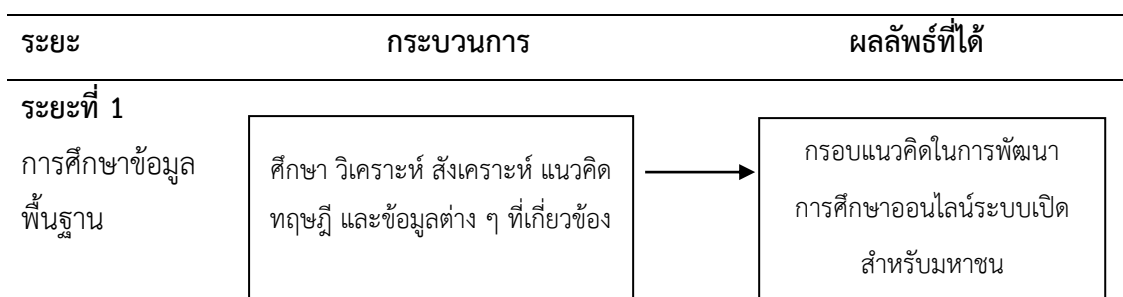 ระยะ กระบวนการ ผลลัพธ์ที่ได้
ระยะที่ 1
การศึกษาข้อมูล
พื้นฐาน
ศึกษา วิเคราะห์ สังเคราะห์ แนวคิด
ทฤษฎี และข้อมูลต่าง ๆ ที่เกี่ยวข้อง
กรอบแนวคิดในการพัฒนา
การศึกษาออนไลน์ระบบเปิด
สำหรับมหาชน